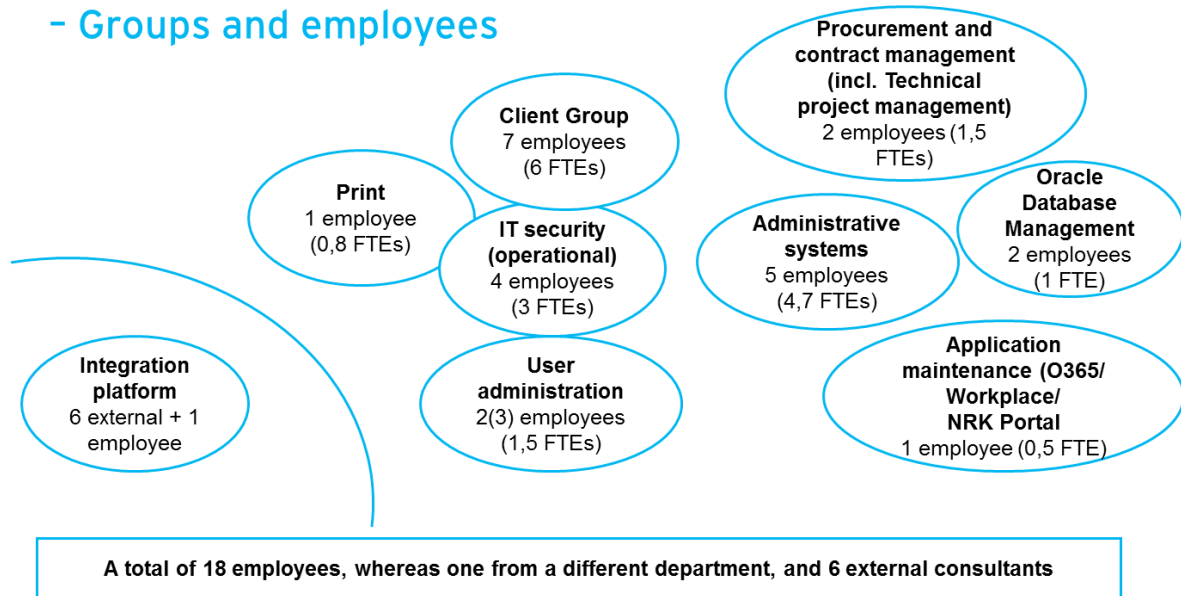 - Groups and employees
Procurement and
contract management
(incl. Technical
project management)
2 employees (1,5
FTEs)
Client Group
7 employees
(6 FTEs)
Print
1 employee
(0,8 FTEs)
IT security
(operational)
4 employees
(3 FTEs)
Administrative
systems
5 employees
(4,7 FTEs)
Oracle
Database
Management
2 employees
(1 FTE)
Integration
platform
6 external + 1
employee
User
administration
2(3) employees
(1,5 FTEs)
Application
maintenance (O365/
Workplace/
NRK Portal
1 employee (0,5 FTE)
A total of 18 employees, whereas one from a different department, and 6 external consultants